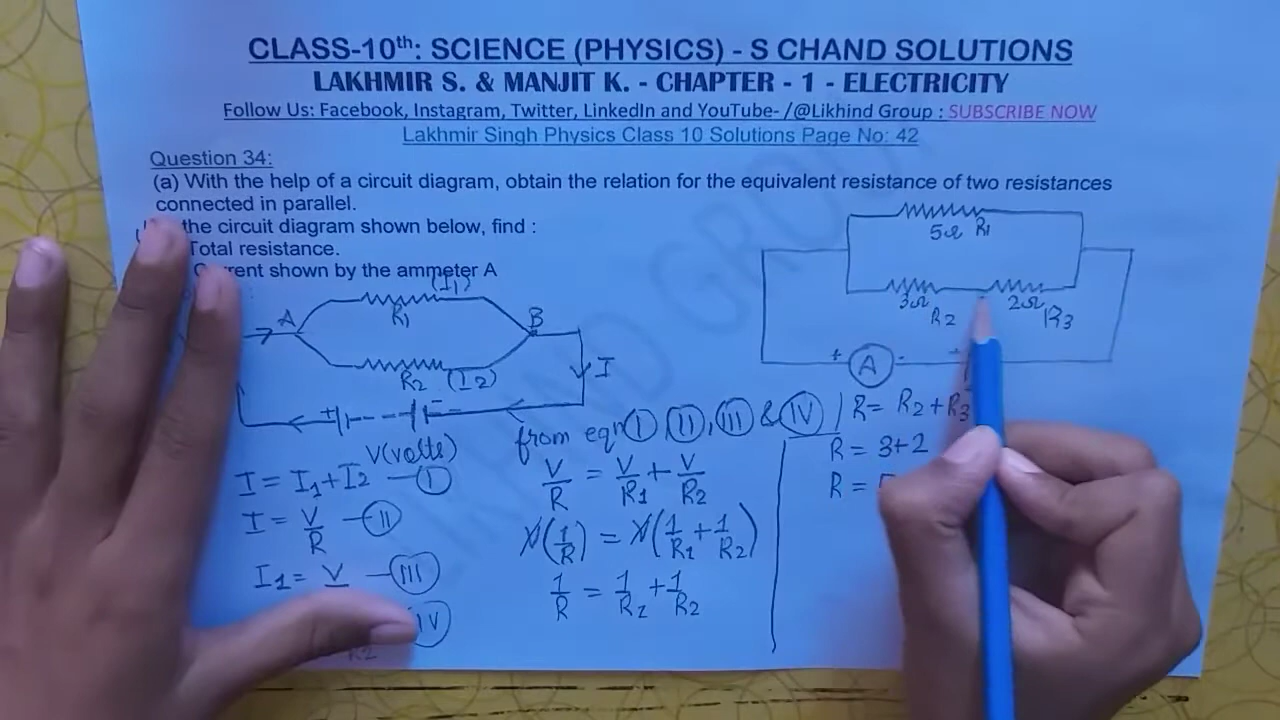 CLASS-10th: SCIENCE (PHYSICS) - S CHAND SOLUTIONS
LAKHMIR S. & MANJIT K. - CHAPTER - 1 - ELECTRICITY
Follow Us: Facebook, Instagram, Twitter, LinkedIn and YouTube- /@Likhind Group : SUBSCRIBE NOW
Lakhmir Singh Physics Class 10 Solutions Page No: 42
Question 34:
(a) With the help of a circuit diagram, obtain the relation for the equivalent resistance of two resistances
connected in parallel.
the circuit diagram shown below, find :
Total resistance.
shown by the ammeter A
(I1)
A
R1
B
I
R2 (I2)
+ -
V(volts)
I = I1+I2 — I
I = V/R — II
I1 = V — III
IV
R2
from eqn I, II, III & IV
V/R = V/R1 + V/R2
V(1/R) = V(1/R1 + 1/R2)
1/R = 1/R2 + 1/R2
5Ω R1
3Ω R2
2Ω R3
+ A - +
R = R2 + R3
R = 3+2
R =
LIKHIND GROUP